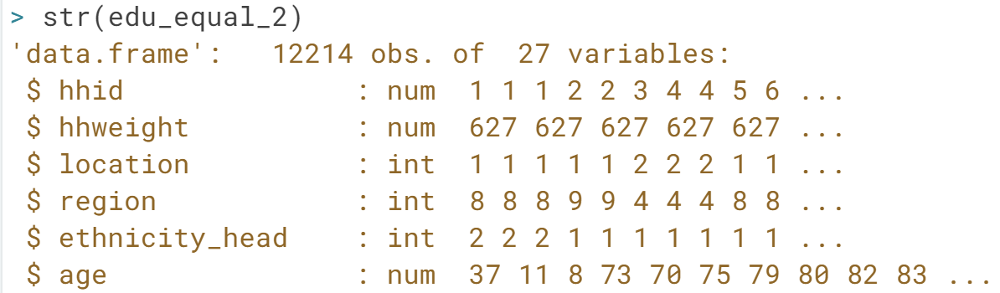 > str(edu_equal_2)
'data.frame':   12214 obs. of  27 variables:
 $ hhid              : num  1 1 1 2 2 3 4 4 5 6 ...
 $ hhweight          : num  627 627 627 627 627 ...
 $ location          : int  1 1 1 1 1 2 2 2 1 1 ...
 $ region            : int  8 8 8 9 9 4 4 4 8 8 ...
 $ ethnicity_head    : int  2 2 2 1 1 1 1 1 1 1 ...
 $ age               : num  37 11 8 73 70 75 79 80 82 83 ...